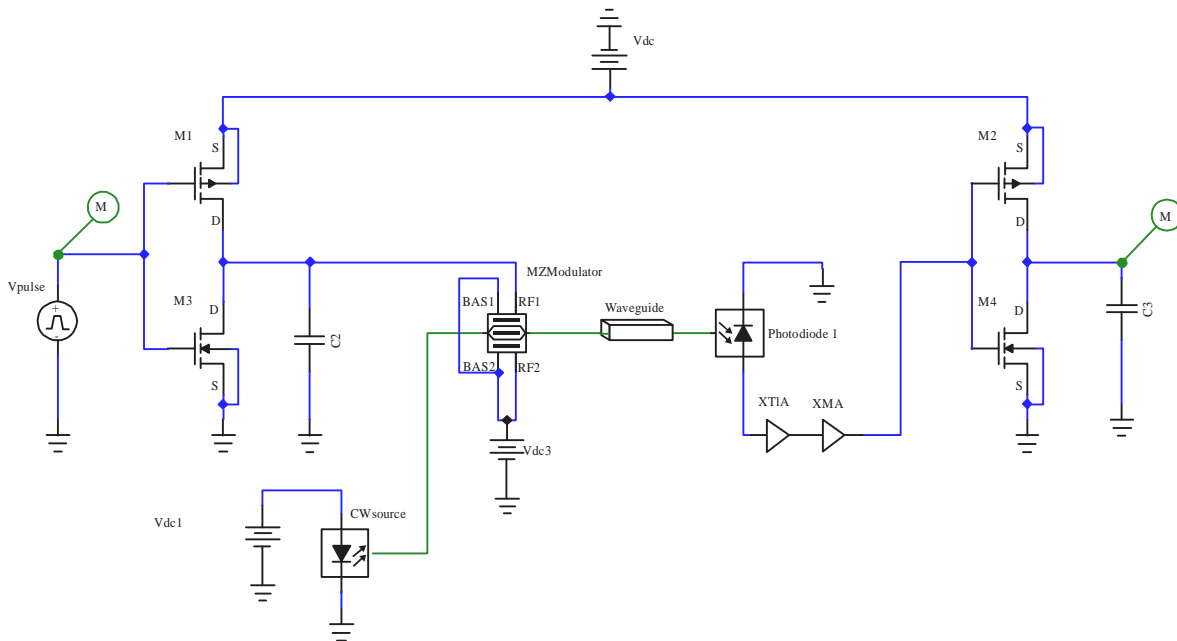 Vdc
M1
S
D
M
Vpulse
+
-
M3
D
S
C2
MZModulator
BAS1
RF1
BAS2
RF2
Vdc3
Waveguide
Photodiode 1
XTIA
XMA
M2
S
D
M
M4
D
S
C3
Vdc1
CWsource